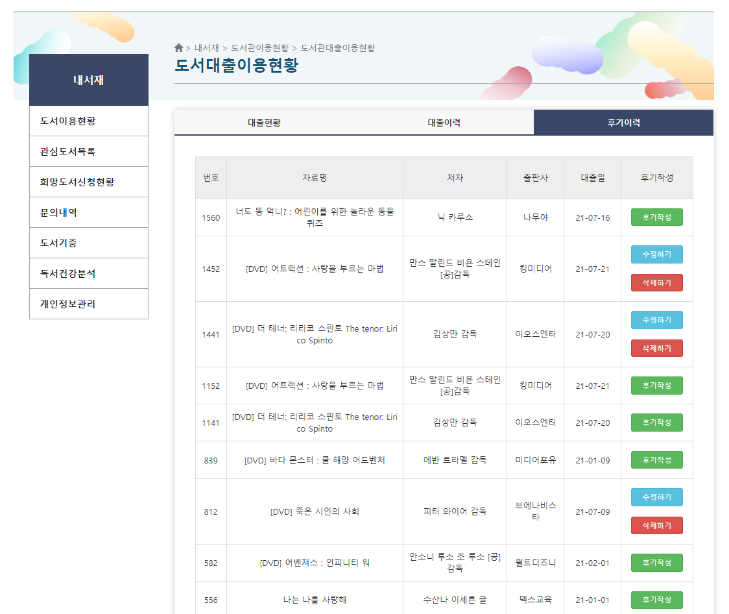 > 내서재 > 도서관이용현황 > 도서관대출이용현황
도서대출이용현황
내서재
도서이용현황
관심도서목록
희망도서신청현황
문의내역
도서기증
독서건강분석
개인정보관리
대출현황 대출이력 후기이력
번호 자료명 저자 출판사 대출일 후기작성
1560 너도 똥 먹니? : 어린이를 위한 놀라운 동물 퀴즈 닉 카루소 나무야 21-07-16 후기작성
1452 [DVD] 어트랙션 : 사랑을 부르는 마법 만스 말린드 비욘 스테인 [공]감독 킹미디어 21-07-21 수정하기 삭제하기
1441 [DVD] 더 테너: 리리코 스핀토 The tenor: Lirico Spinto 김상만 감독 이오스엔터 21-07-20 수정하기 삭제하기
1152 [DVD] 어트랙션 : 사랑을 부르는 마법 만스 말린드 비욘 스테인 [공]감독 킹미디어 21-07-21 후기작성
1141 [DVD] 더 테너: 리리코 스핀토 The tenor: Lirico Spinto 김상만 감독 이오스엔터 21-07-20 후기작성
839 [DVD] 바다 몬스터 : 쿨 해양 어드벤처 에반 트라멜 감독 미디어포유 21-01-09 후기작성
812 [DVD] 죽은 시인의 사회 피터 와이어 감독 브에나비스타 21-07-09 수정하기 삭제하기
582 [DVD] 어벤져스 : 인피니티 워 안소니 루소 조 루소 [공]감독 월트디즈니 21-02-01 후기작성
556 나는 나를 사랑해 수산나 이세른 글 맥스교육 21-01-01 후기작성